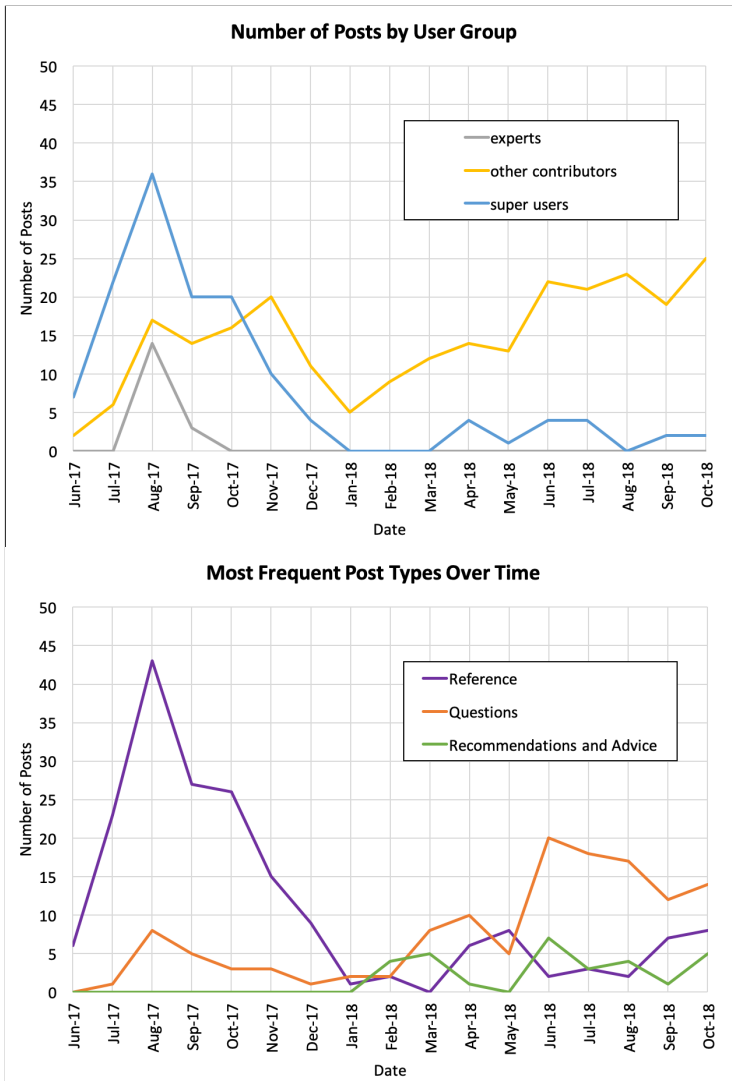 Number of Posts by User Group
50
45
40
35
30
25
20
15
10
5
0
Number of Posts
experts
other contributors
super users
Jun-17
Jul-17
Aug-17
Sep-17
Oct-17
Nov-17
Dec-17
Jan-18
Feb-18
Mar-18
Apr-18
May-18
Jun-18
Jul-18
Aug-18
Sep-18
Oct-18
Date
Most Frequent Post Types Over Time
50
45
40
35
30
25
20
15
10
5
0
Number of Posts
Reference
Questions
Recommendations and Advice
Jun-17
Jul-17
Aug-17
Sep-17
Oct-17
Nov-17
Dec-17
Jan-18
Feb-18
Mar-18
Apr-18
May-18
Jun-18
Jul-18
Aug-18
Sep-18
Oct-18
Date